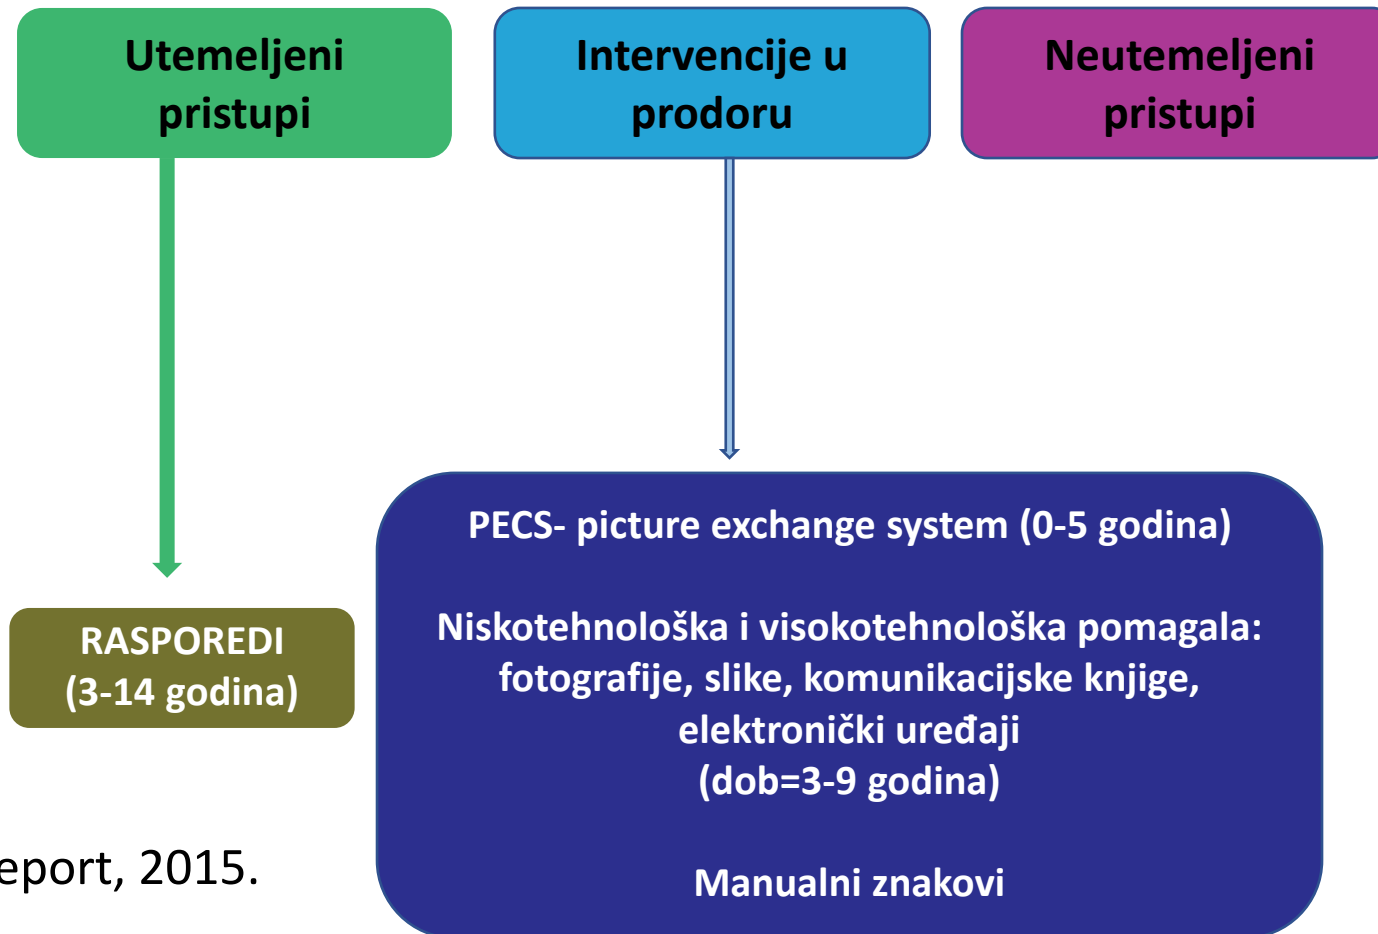 Utemeljeni
pristupi
Intervencije u
prodoru
Neutemeljeni
pristupi
RASPOREDI
(3-14 godina)
PECS- picture exchange system (0-5 godina)
Niskotehnološka i visokotehnološka pomagala:
fotografije, slike, komunikacijske knjige,
elektronički uređaji
(dob=3-9 godina)
Manualni znakovi
eport, 2015.